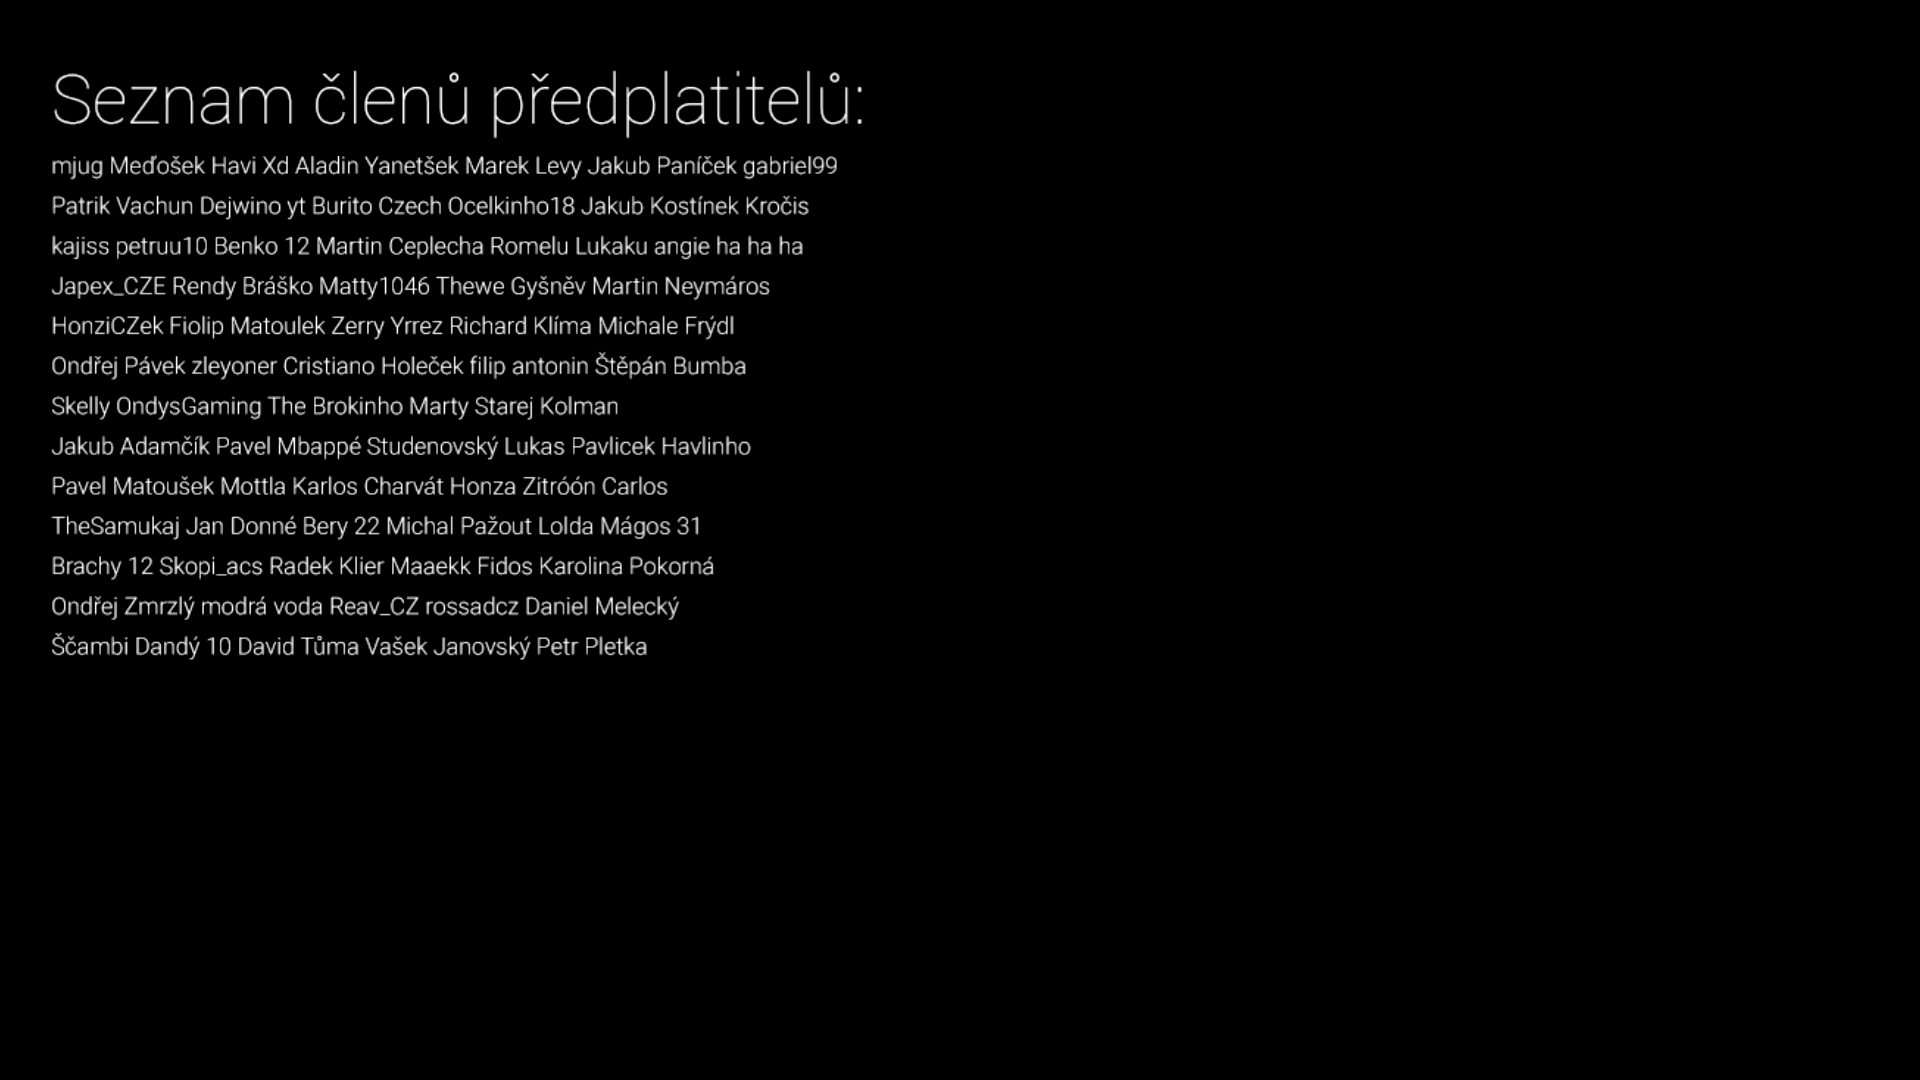 Seznam členů předplatitelů:
mjug Meďošek Havi Xd Aladin Yanetšek Marek Levy Jakub Paníček gabriel99
Patrik Vachun Dejwino yt Burito Czech Ocelkinho18 Jakub Kostínek Kročis
kajiss petruu10 Benko 12 Martin Ceplecha Romelu Lukaku angie ha ha ha
Japex_CZE Rendy Bráško Matty1046 Thewe Gyšněv Martin Neymáros
HonziCZek Fiolip Matoulek Zerry Yrrez Richard Klíma Michale Frýdl
Ondřej Pávek zleyoner Cristiano Holeček filip antonin Štěpán Bumba
Skelly OndysGaming The Brokinho Marty Starej Kolman
Jakub Adamčík Pavel Mbappé Studenovský Lukas Pavlicek Havlinho
Pavel Matoušek Mottla Karlos Charvát Honza Zitróón Carlos
TheSamukaj Jan Donné Bery 22 Michal Pažout Lolda Mágos 31
Brachy 12 Skopi_acs Radek Klier Maaekk Fidos Karolina Pokorná
Ondřej Zmrzlý modrá voda Reav_CZ rossadcz Daniel Melecký
Ščambi Dandý 10 David Tůma Vašek Janovský Petr Pletka